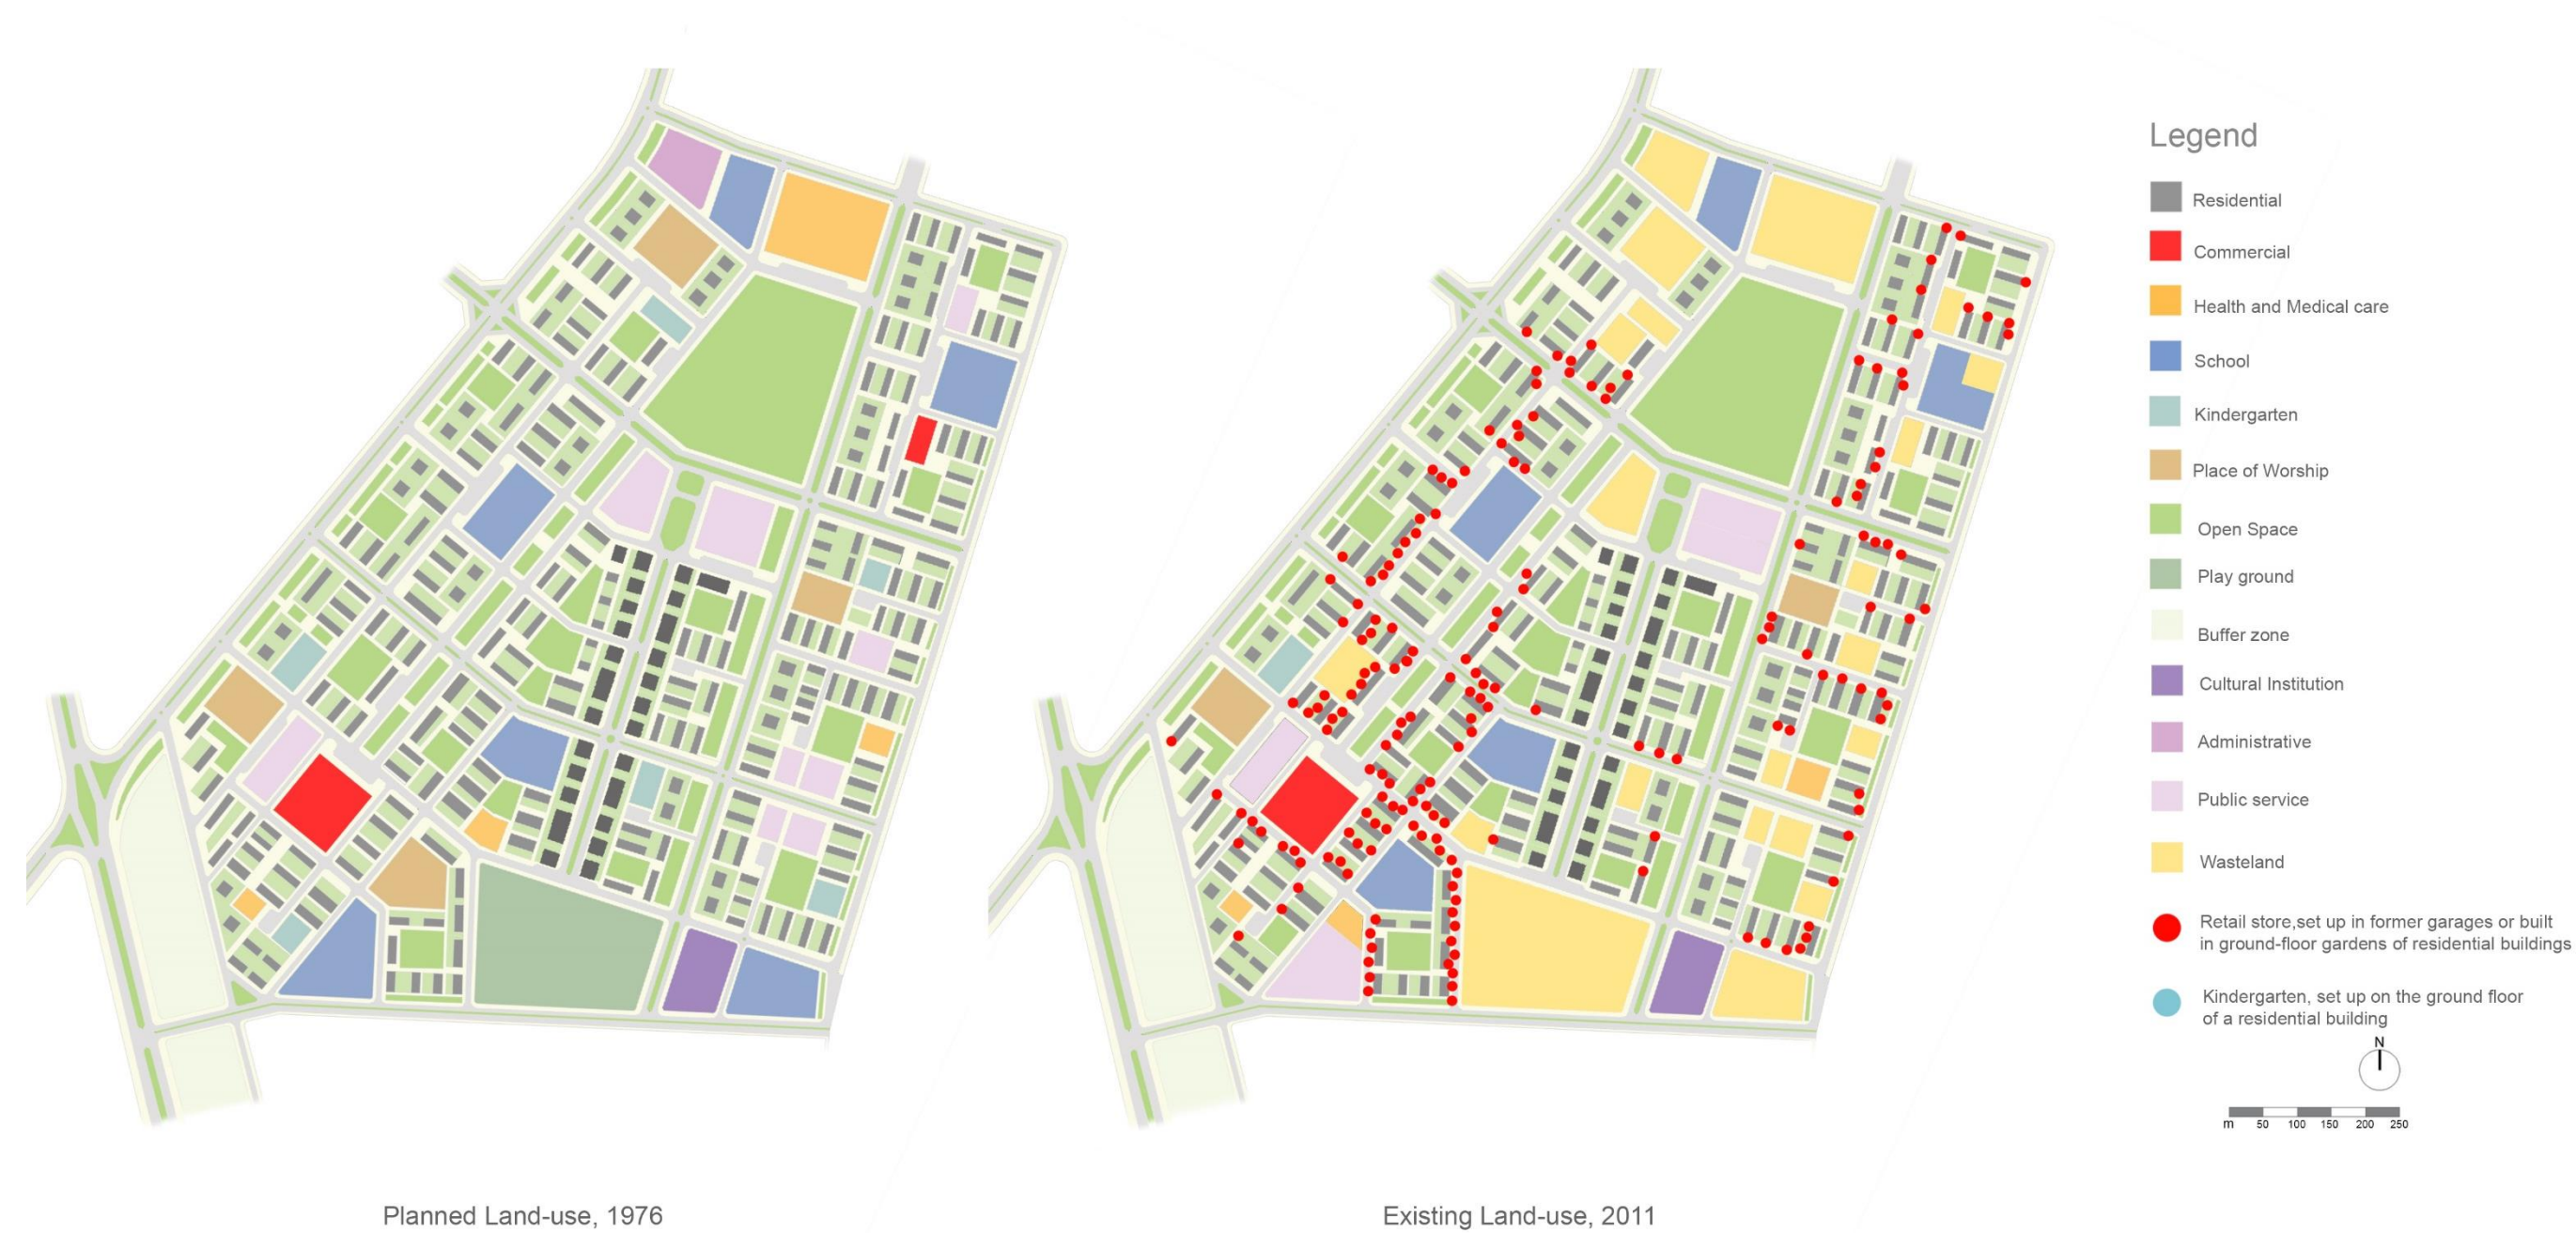 Legend
Residential
Commercial
Health and Medical care
School
Kindergarten
Place of Worship
Open Space
Play ground
Buffer zone
Cultural Institution
Administrative
Public service
Wasteland
Retail store,set up in former garages or built
in ground-floor gardens of residential buildings
Kindergarten, set up on the ground floor
of a residential building
N
m 50 100 150 200 250
Planned Land-use, 1976
Existing Land-use, 2011